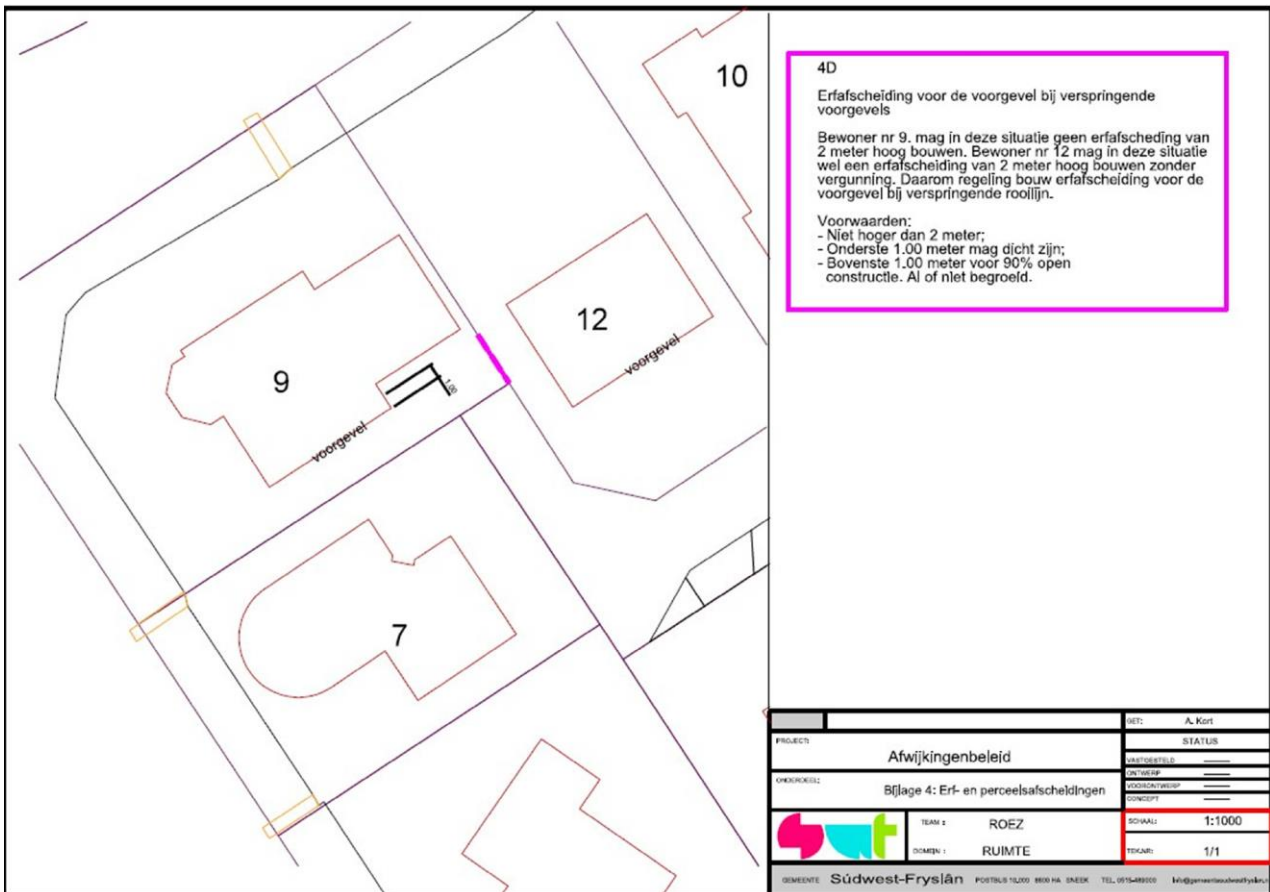 10
4D
Erfafscheiding voor de voorgevel bij verspringende
voorgevels
Bewoner nr 9. mag in deze situatie geen erfafscheding van
2 meter hoog bouwen. Bewoner nr 12 mag in deze situatie
wel een erfafscheiding van 2 meter hoog bouwen zonder
vergunning. Daarom regeling bouw erfafscheiding voor de
voorgevel bij verspringende rooilijn.
Voorwaarden:
- Niet hoger dan 2 meter;
- Onderste 1.00 meter mag dicht zijn;
- Bovenste 1.00 meter voor 90% open
constructie. Al of niet begroeid.
12
voorgevel
9
voorgevel
7
GET: A. Kort
PROJECT:
Afwijkingenbeleid
STATUS
VASTGESTELD
ONTWERP
VOORONTWERP
CONCEPT
ONDERDEEL:
Bijlage 4: Erf- en perceelsafscheidingen
TEAM : ROEZ
SCHAAL: 1:1000
DOMEIN : RUIMTE
TEK.NR: 1/1
GEMEENTE Súdwest-Fryslân POSTBUS 10,000 8600 HA SNEEK